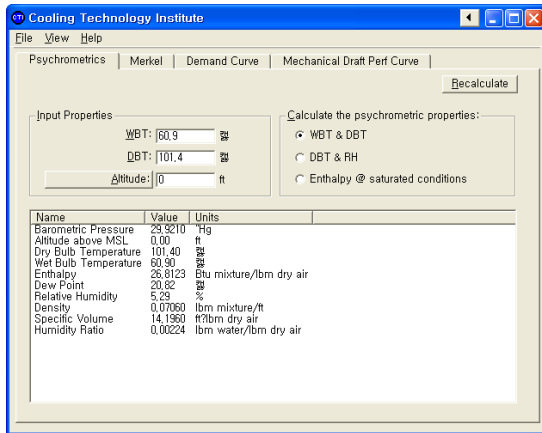 CTI Cooling Technology Institute
File View Help
Psychrometrics Merkel Demand Curve Mechanical Draft Perf Curve
Recalculate
Input Properties
WBT: 60,9 캜
DBT: 101,4 캜
Altitude: 0 ft
Calculate the psychrometric properties:
WBT & DBT
DBT & RH
Enthalpy @ saturated conditions
Name Value Units
Barometric Pressure 29,9210 "Hg
Altitude above MSL 0,00 ft
Dry Bulb Temperature 101,40
Wet Bulb Temperature 60,90
Enthalpy 26,8123 Btu mixture/lbm dry air
Dew Point 20,82
Relative Humidity 5,29 %
Density 0,07060 lbm mixture/ft
Specific Volume 14,1960 ft?lbm dry air
Humidity Ratio 0,00224 lbm water/lbm dry air